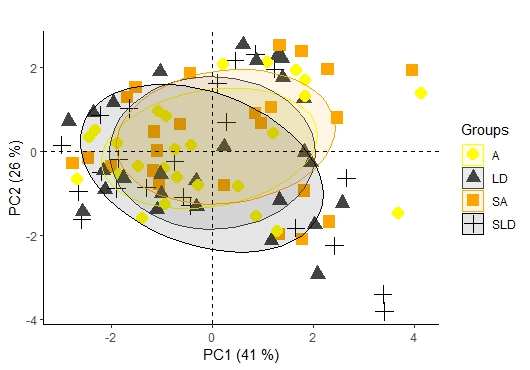 2
0
-2
-4
-2
0
2
4
PC1 (41 %)
PC2 (26 %)
Groups
A
LD
SA
SLD